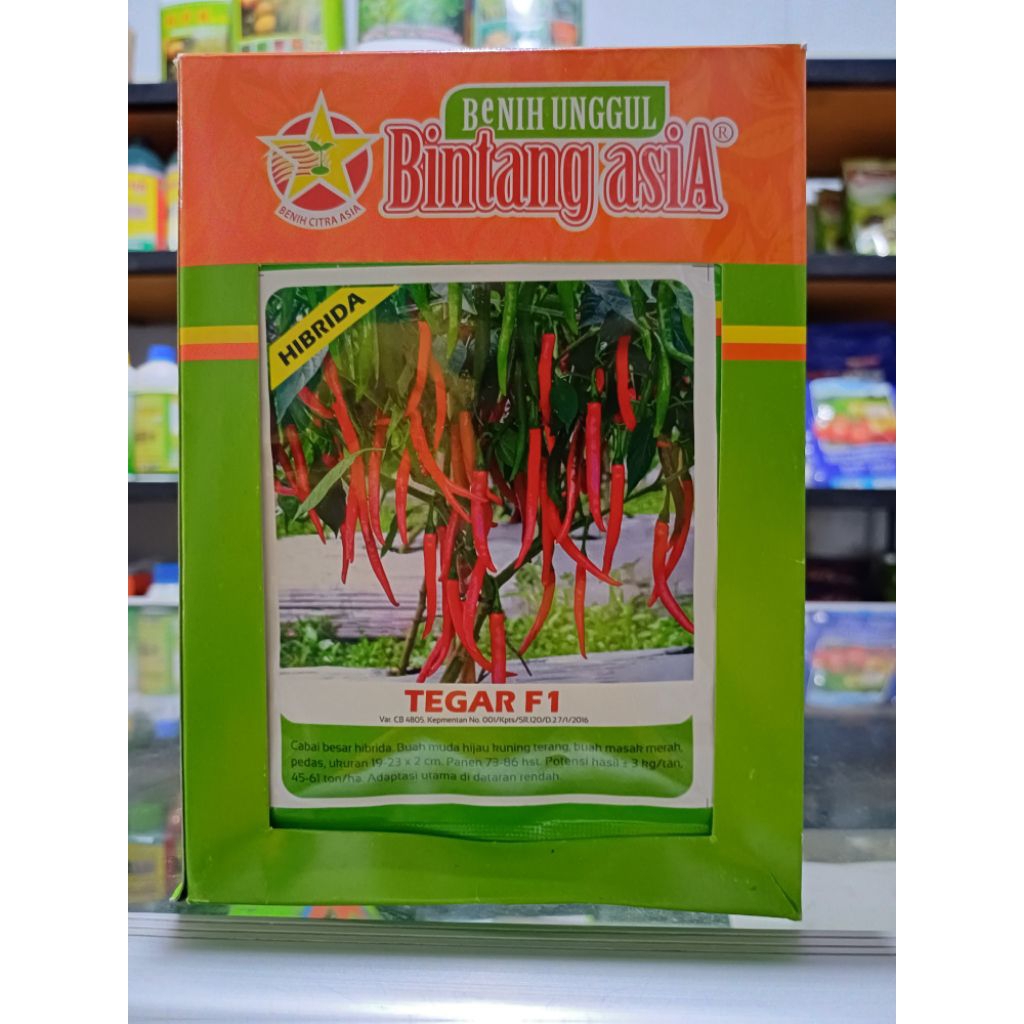 BeNIH UNGGUL
Bintang asiA®
BENIH CITRA ASIA
HIBRIDA
TEGAR F1
Var. CB 4805. Kepmentan No. 001/Kpts/SR.120/D.2.7/1/2016
Cabai besar hibrida. Buah muda hijau kuning terang, buah masak merah,
pedas, ukuran 19-23 x 2 cm. Panen 73-86 hst. Potensi hasil ± 3 kg/tan,
45-61 ton/ha. Adaptasi utama di dataran rendah.